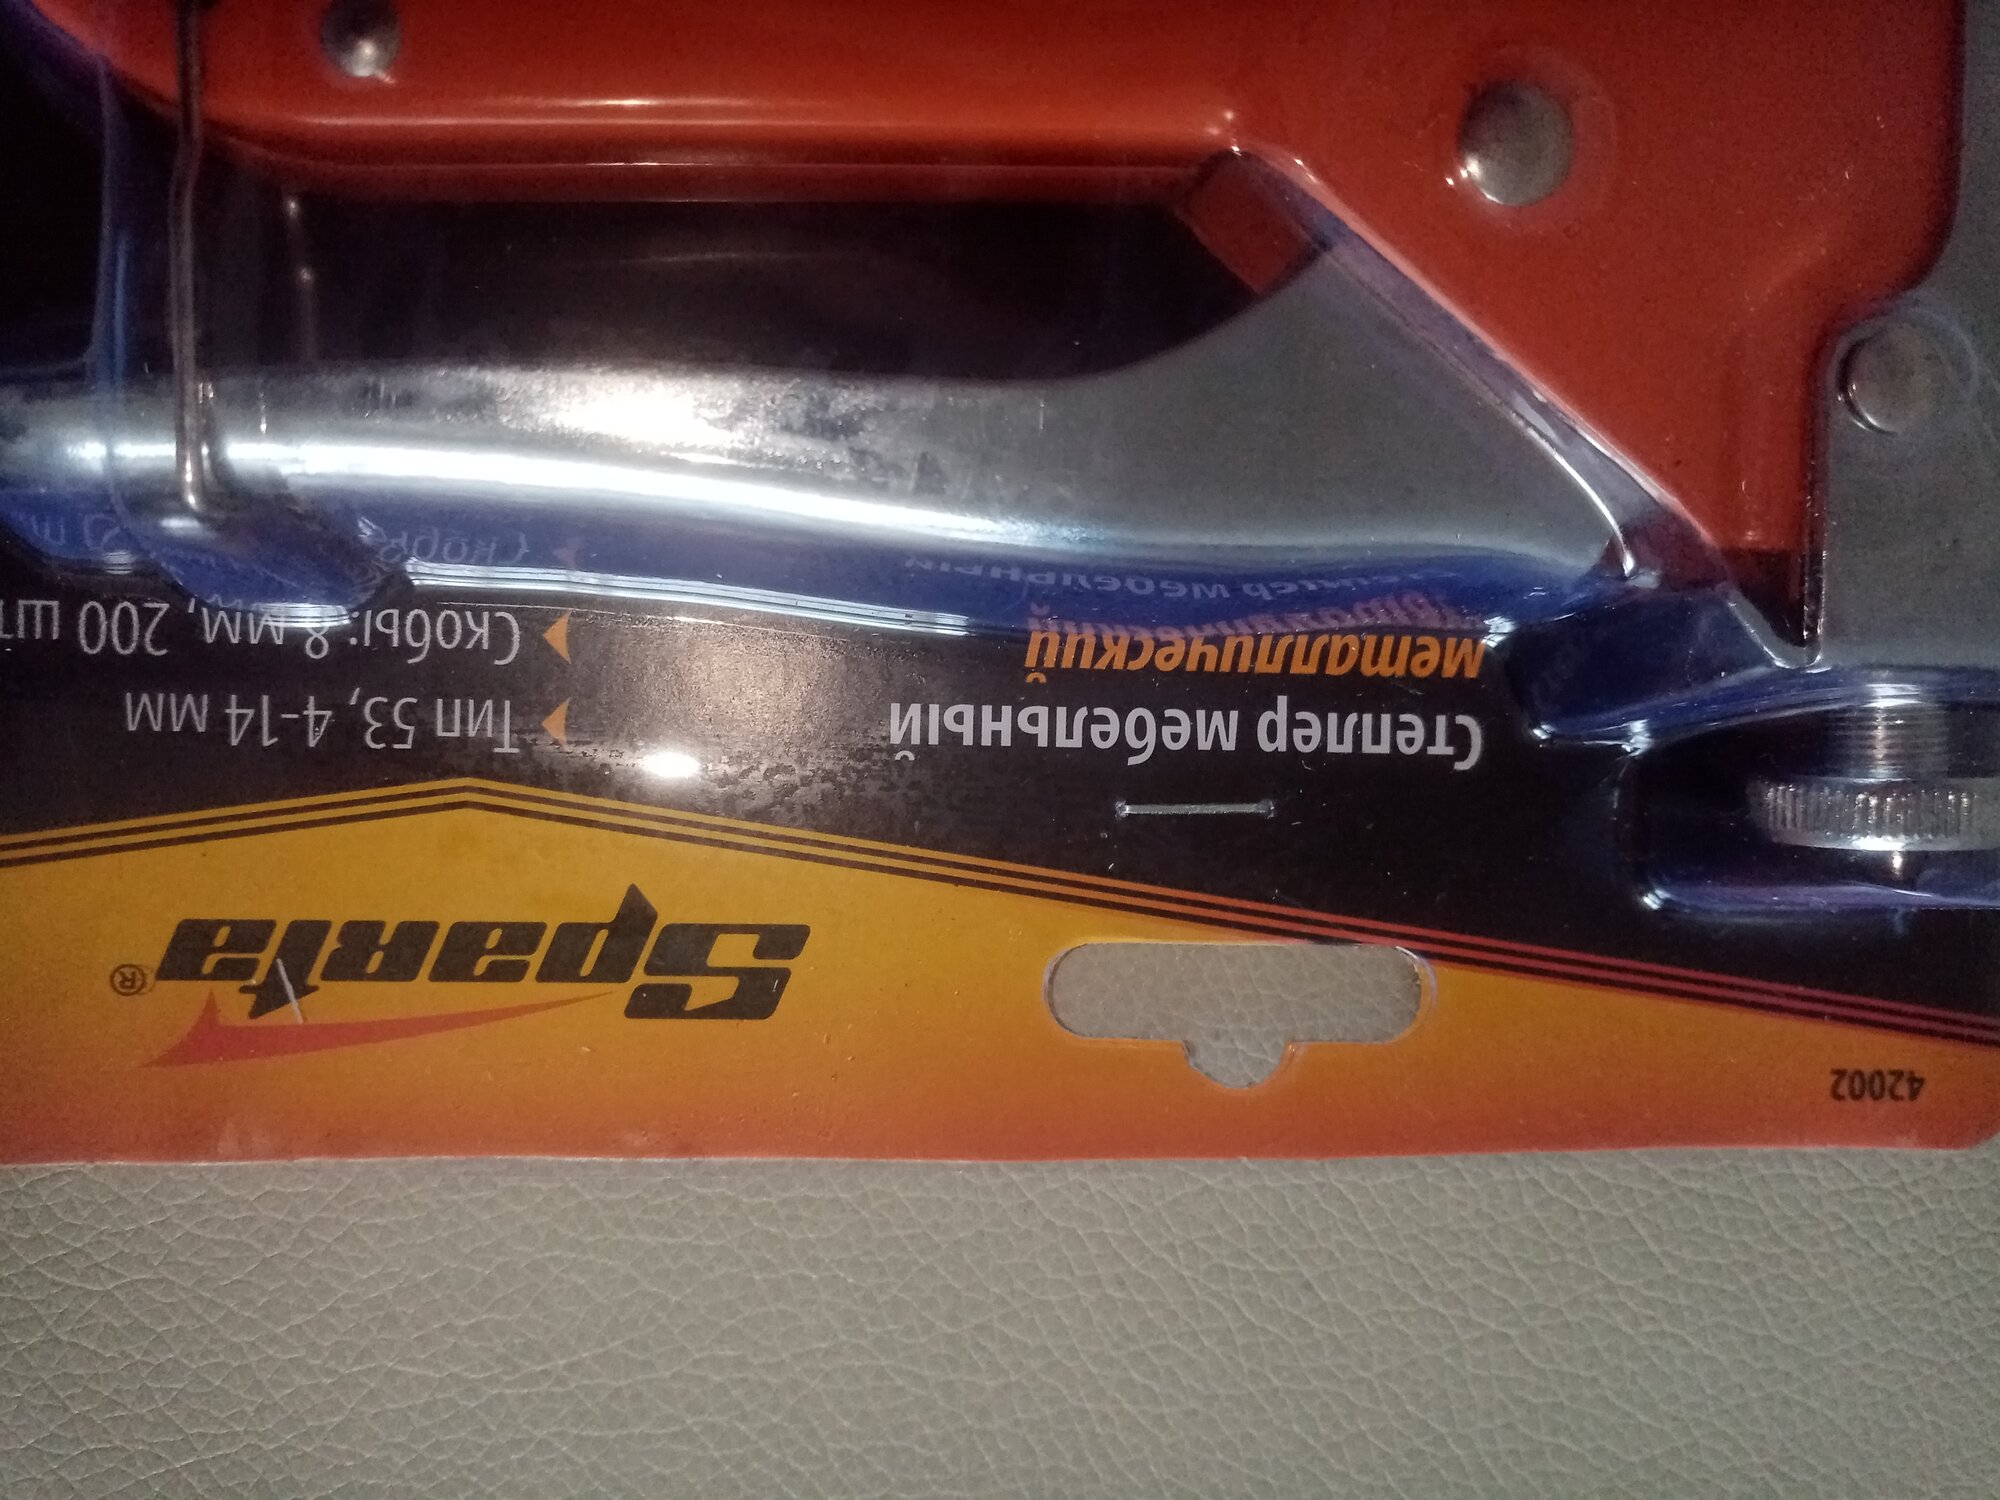 42002
Sparta®
Степлер мебельный
металлический
Тип 53, 4-14 мм
Скобы: 8 мм, 200 шт